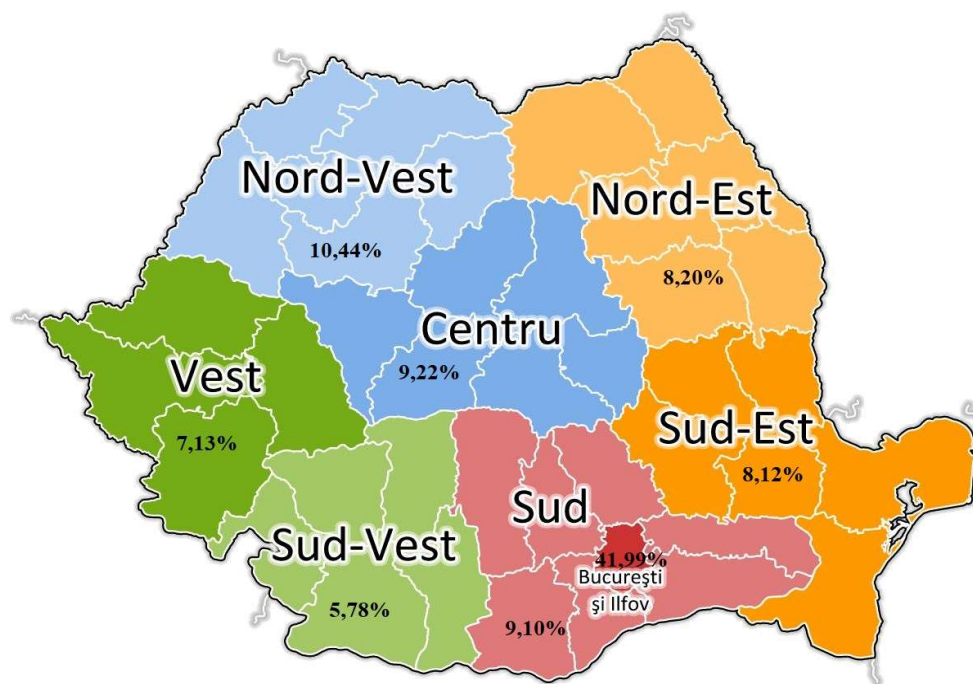 Nord-Vest
10,44%
Nord-Est
8,20%
Centru
9,22%
Vest
7,13%
Sud-Est
8,12%
Sud
Sud-Vest
5,78%
41,99%
Bucureşti
şi Ilfov
9,10%